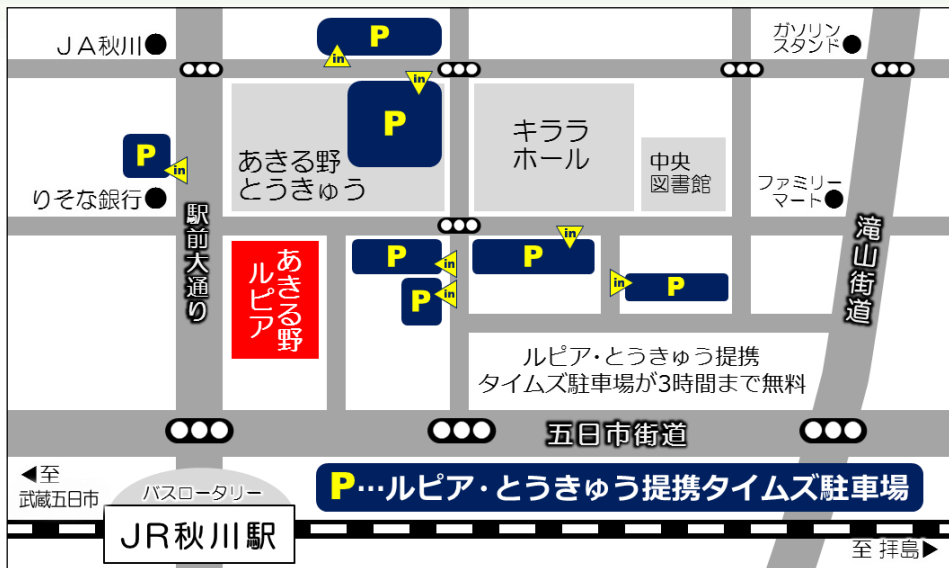 JA秋川
P
in
ガソリン
スタンド
in
P
あきる野
とうきゅう
キララ
ホール
中央
図書館
P
in
りそな銀行
ファミリー
マート
駅前大通り
あきる野
ルピア
P
in
P
in
in
P
in
P
滝山街道
ルピア・とうきゅう提携
タイムズ駐車場が3時間まで無料
五日市街道
◀至
武蔵五日市
バスロータリー
P…ルピア・とうきゅう提携タイムズ駐車場
JR秋川駅
至 拝島▶